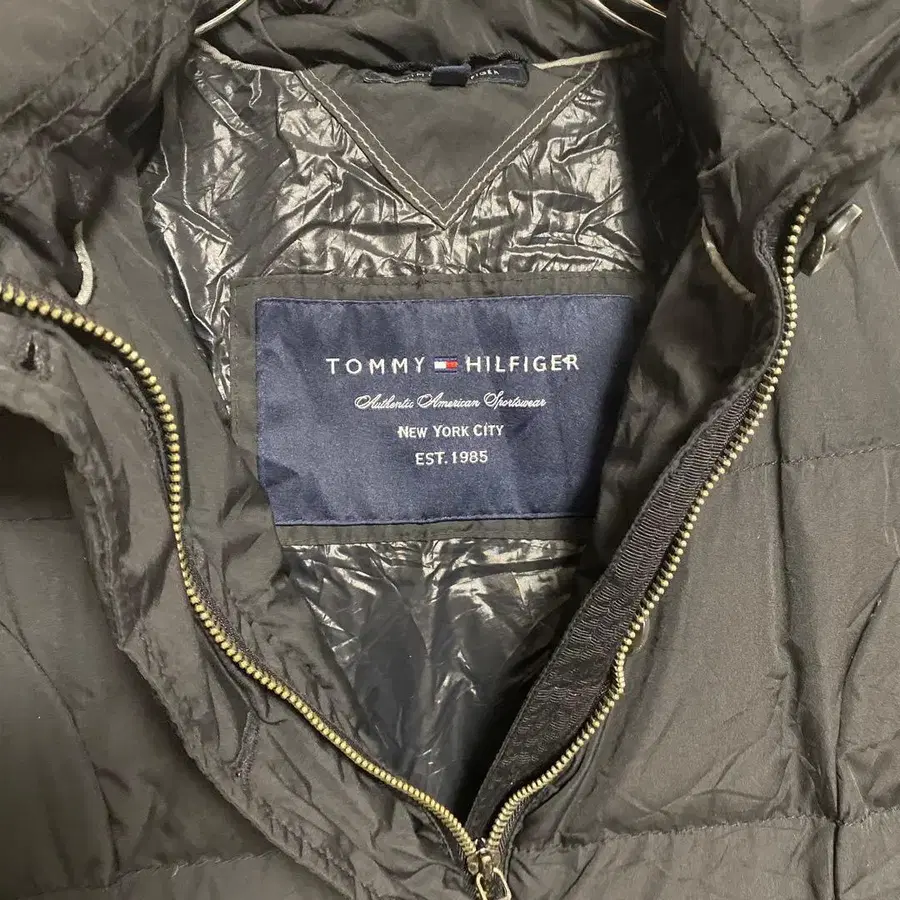 TOMMY HILFIGER
Authentic American Sportswear
NEW YORK CITY
EST. 1985